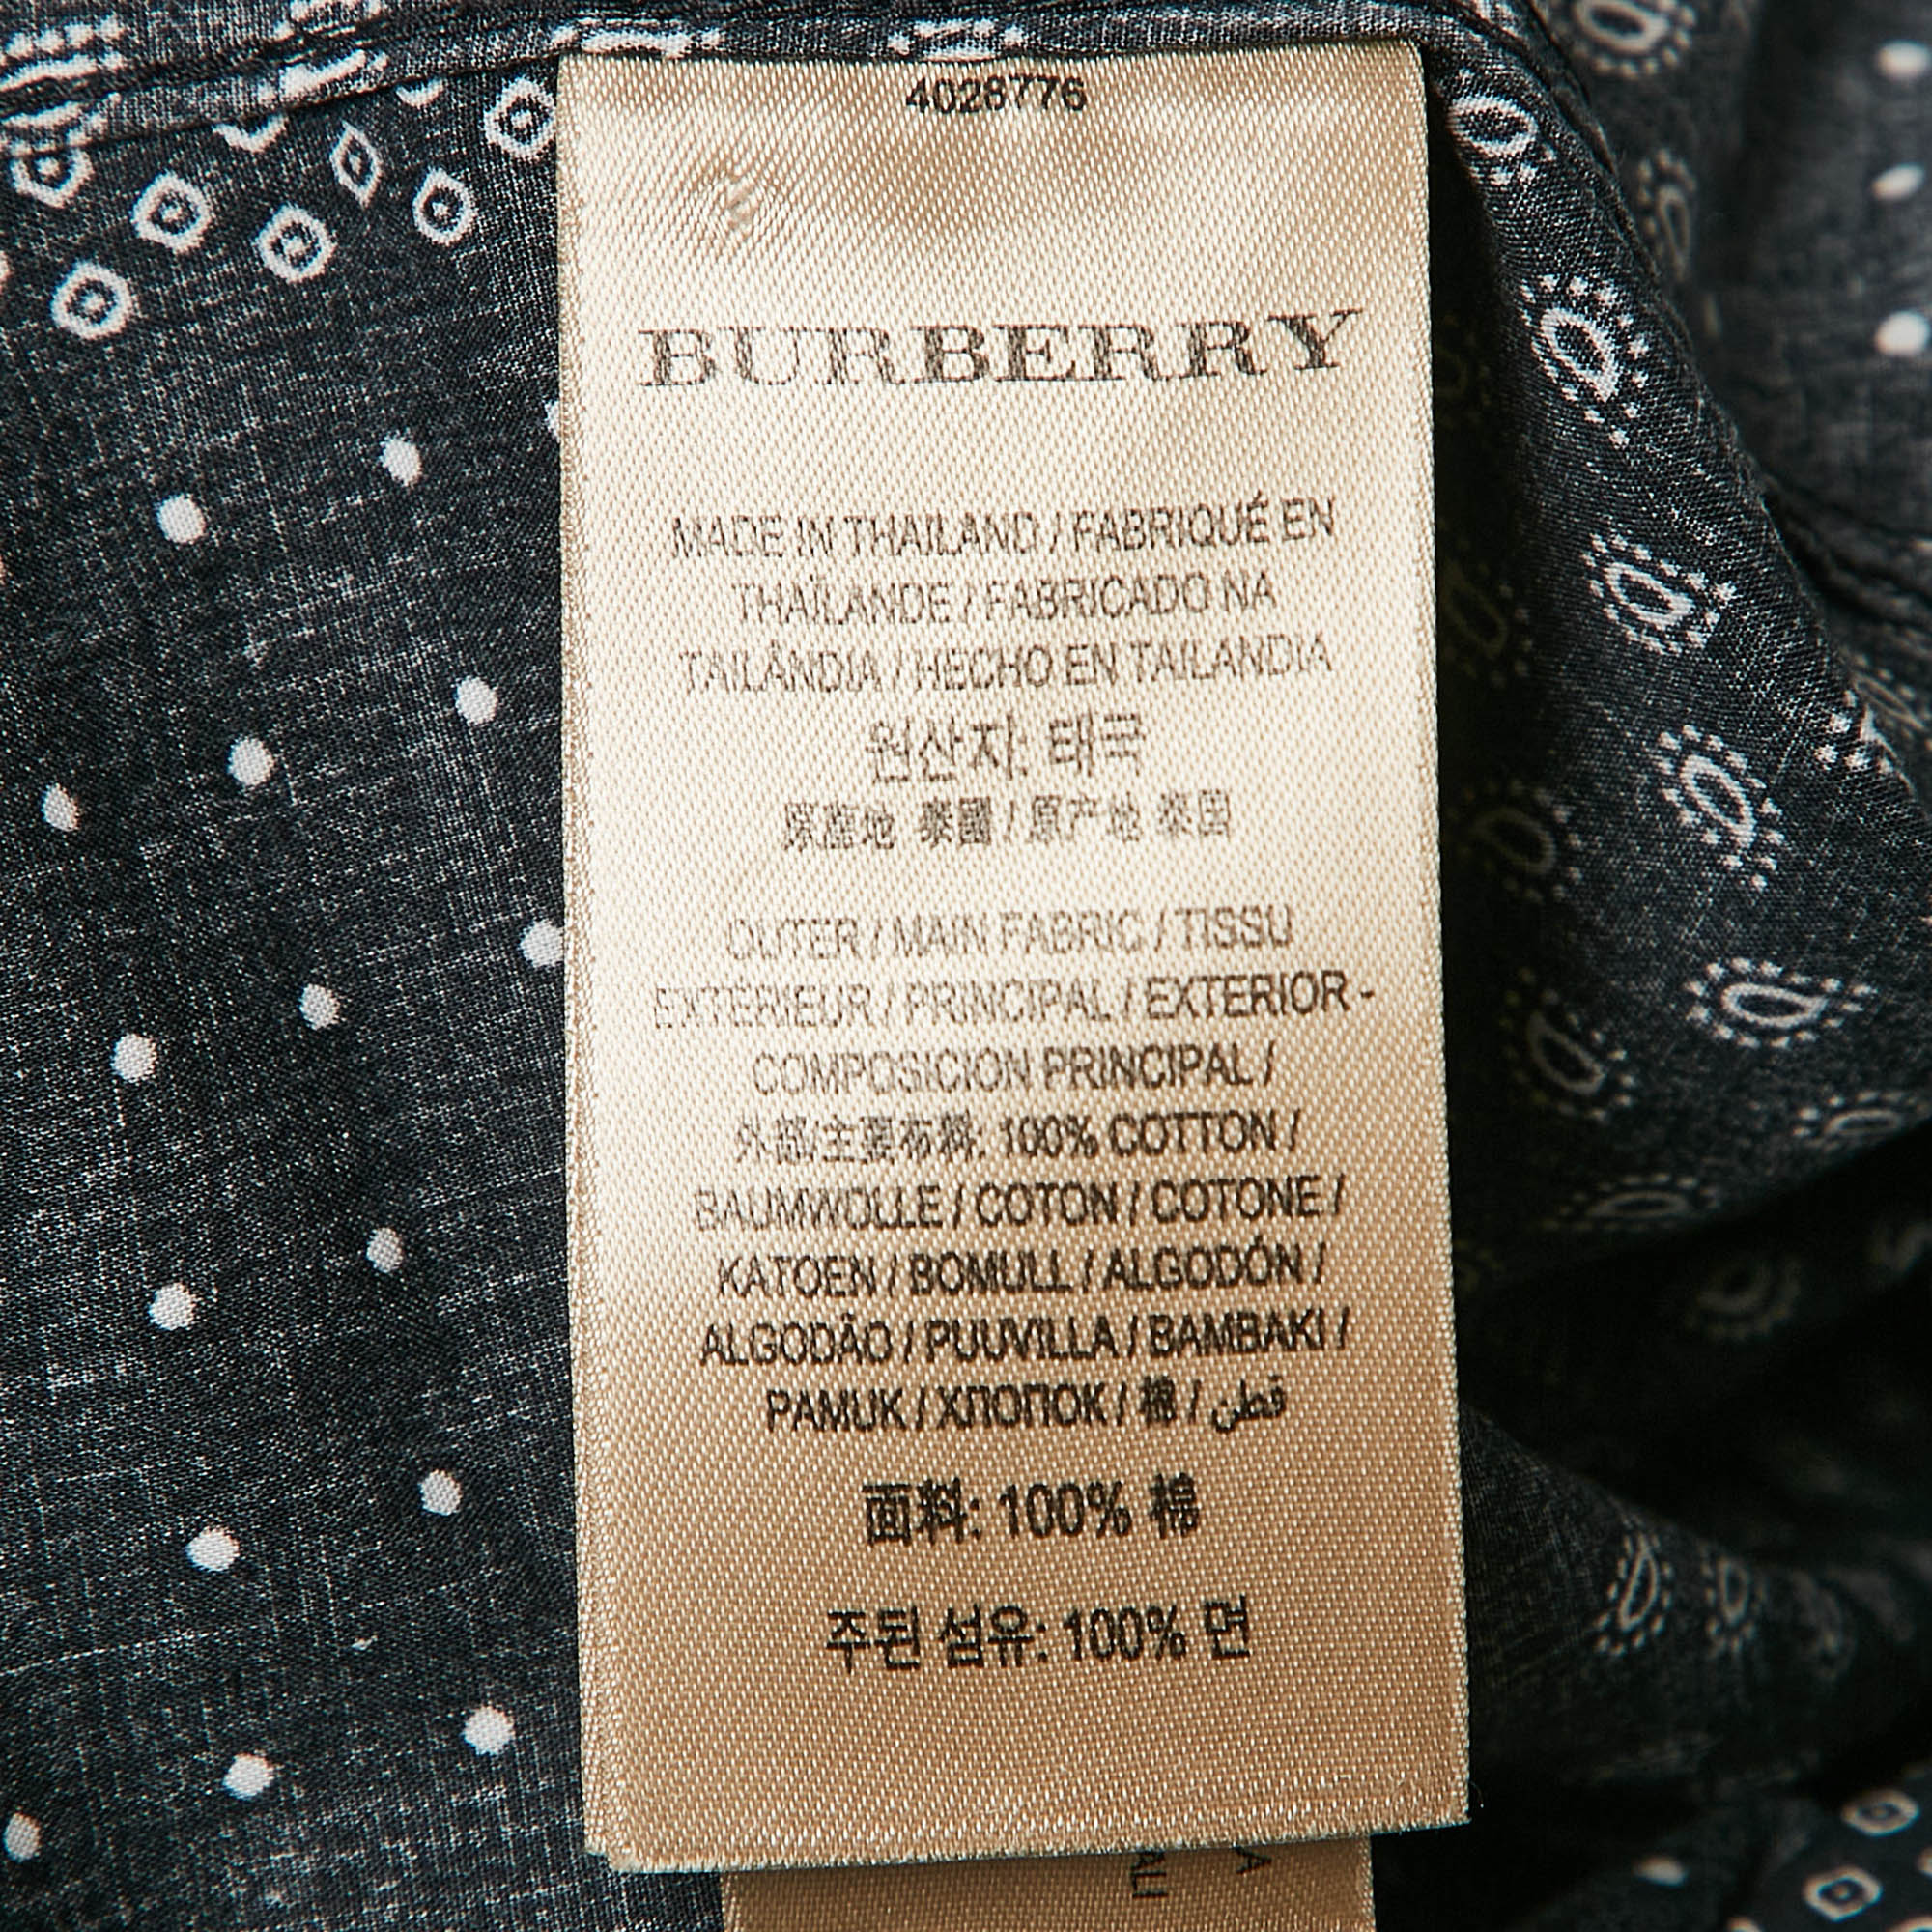 4028776
BURBERRY
MADE IN THAILAND / FABRIQUÉ EN
THAÏLANDE / FABRICADO NA
TAILÂNDIA / HECHO EN TAILANDIA
원산지: 태국
原產地 泰國 / 原产地 泰国
OUTER / MAIN FABRIC / TISSU
EXTÉRIEUR / PRINCIPAL / EXTERIOR -
COMPOSICION PRINCIPAL /
外部/主要布料: 100% COTTON /
BAUMWOLLE / COTON / COTONE /
KATOEN / BOMULL / ALGODÓN /
ALGODÃO / PUUVILLA / BAMBAKI /
PAMUK / ХПОПОК / 棉 / قطن
面料: 100% 棉
주된 섬유: 100% 면